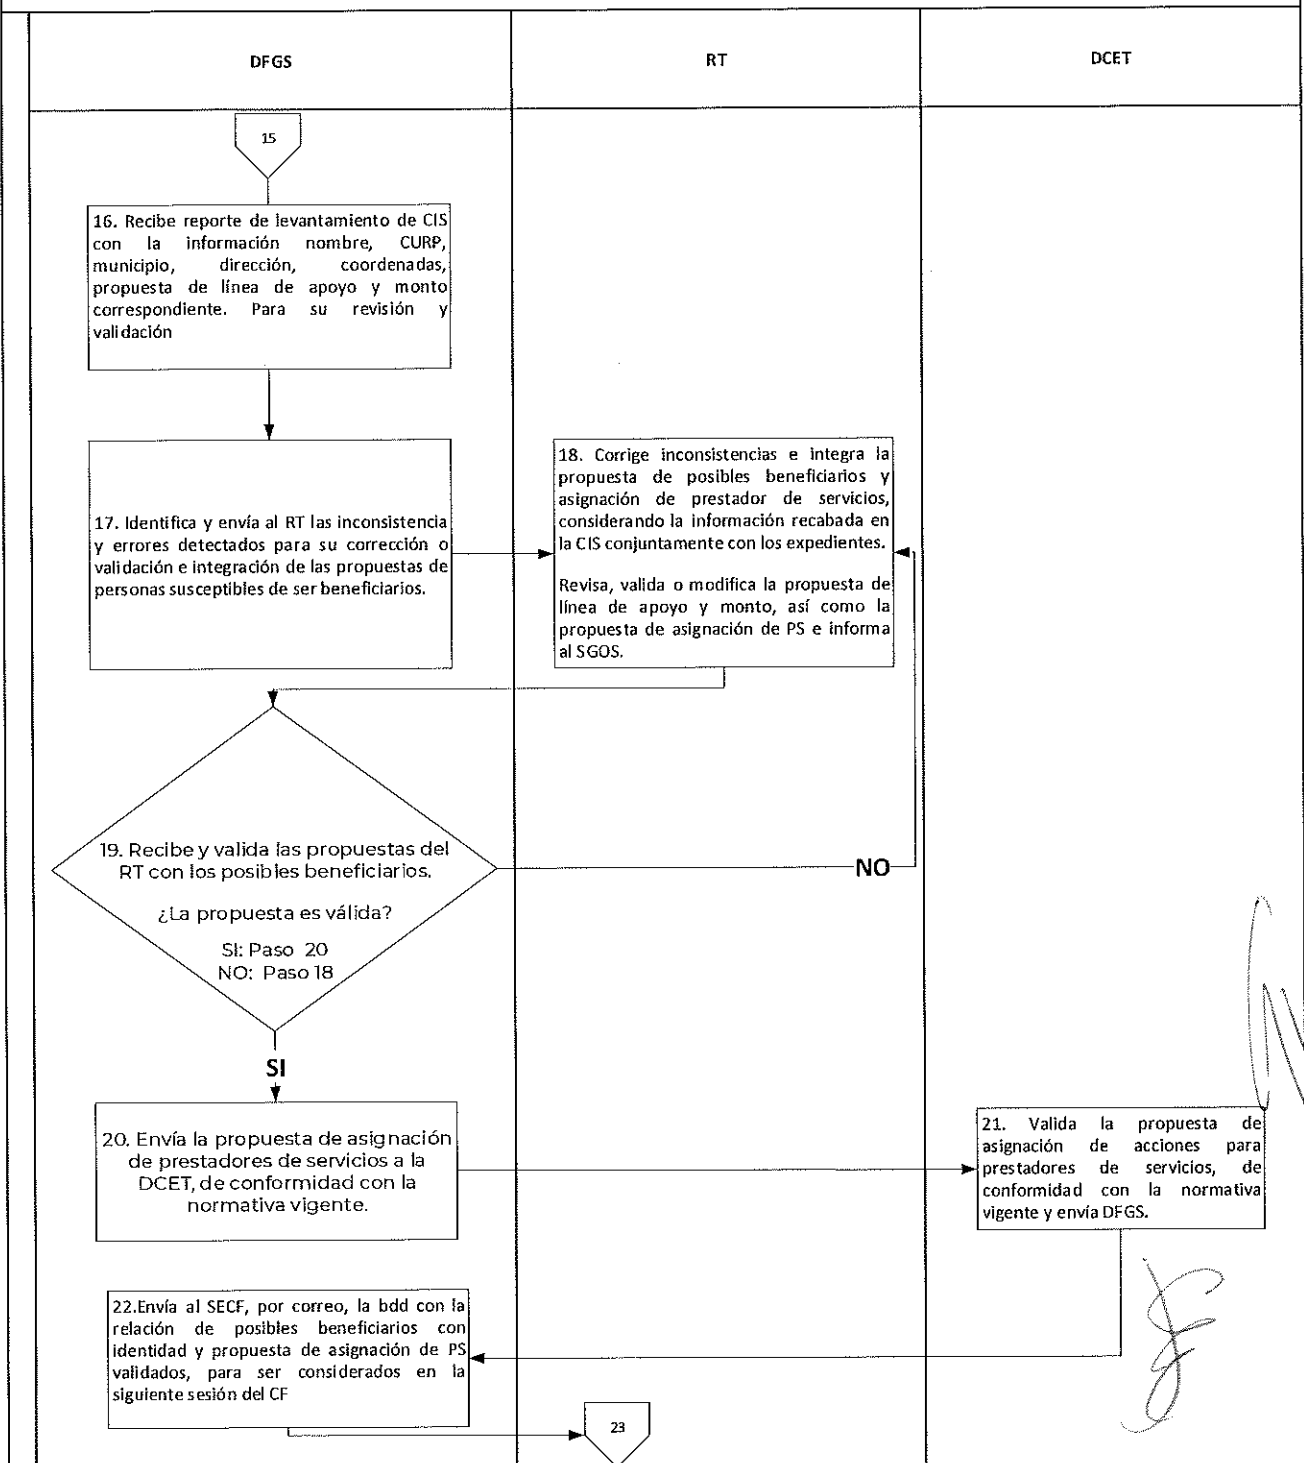 DFGS
RT
DCET
15
16. Recibe reporte de levantamiento de CIS
con la información nombre, CURP,
municipio, dirección, coordenadas,
propuesta de línea de apoyo y monto
correspondiente. Para su revisión y
validación
17. Identifica y envía al RT las inconsistencia
y errores detectados para su corrección o
validación e integración de las propuestas de
personas susceptibles de ser beneficiarios.
18. Corrige inconsistencias e integra la
propuesta de posibles beneficiarios y
asignación de prestador de servicios,
considerando la información recabada en
la CIS conjuntamente con los expedientes.
Revisa, valida o modifica la propuesta de
línea de apoyo y monto, así como la
propuesta de asignación de PS e informa
al SGOS.
19. Recibe y valida las propuestas del
RT con los posibles beneficiarios.
¿La propuesta es válida?
SI: Paso 20
NO: Paso 18
NO
SI
20. Envía la propuesta de asignación
de prestadores de servicios a la
DCET, de conformidad con la
normativa vigente.
21. Valida la propuesta de
asignación de acciones para
prestadores de servicios, de
conformidad con la normativa
vigente y envía DFGS.
22.Envía al SECF, por correo, la bdd con la
relación de posibles beneficiarios con
identidad y propuesta de asignación de PS
validados, para ser considerados en la
siguiente sesión del CF
23